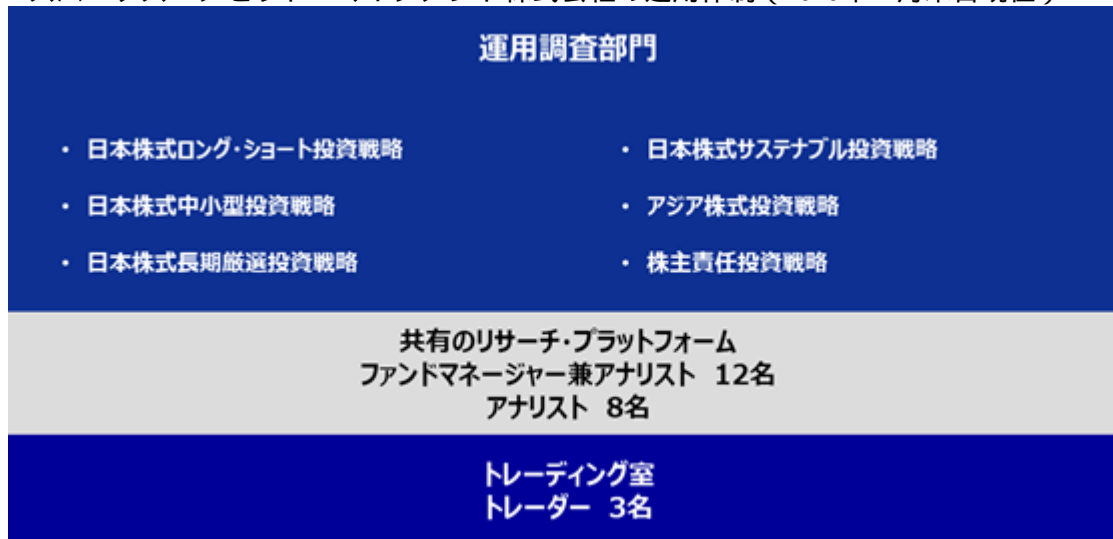 運用調査部門
・ 日本株式ロング・ショート投資戦略
・ 日本株式サステナブル投資戦略
・ 日本株式中小型投資戦略
・ アジア株式投資戦略
・ 日本株式長期厳選投資戦略
・ 株主責任投資戦略
共有のリサーチ・プラットフォーム
ファンドマネージャー兼アナリスト 12名
アナリスト 8名
トレーディング室
トレーダー 3名